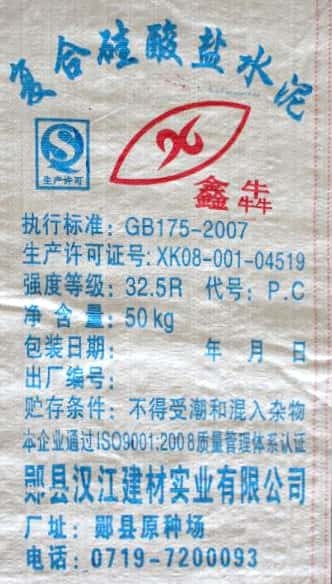 复合硅酸盐水泥
生产许可
鑫犇
执行标准：GB175-2007
生产许可证号：XK08-001-04519
强度等级：32.5R 代号：P.C
净含量：50kg
包装日期： 年 月 日
出厂编号：
贮存条件：不得受潮和混入杂物
本企业通过ISO9001:2008质量管理体系认证
郧县汉江建材实业有限公司
厂址：郧县原种场
电话：0719-7200093